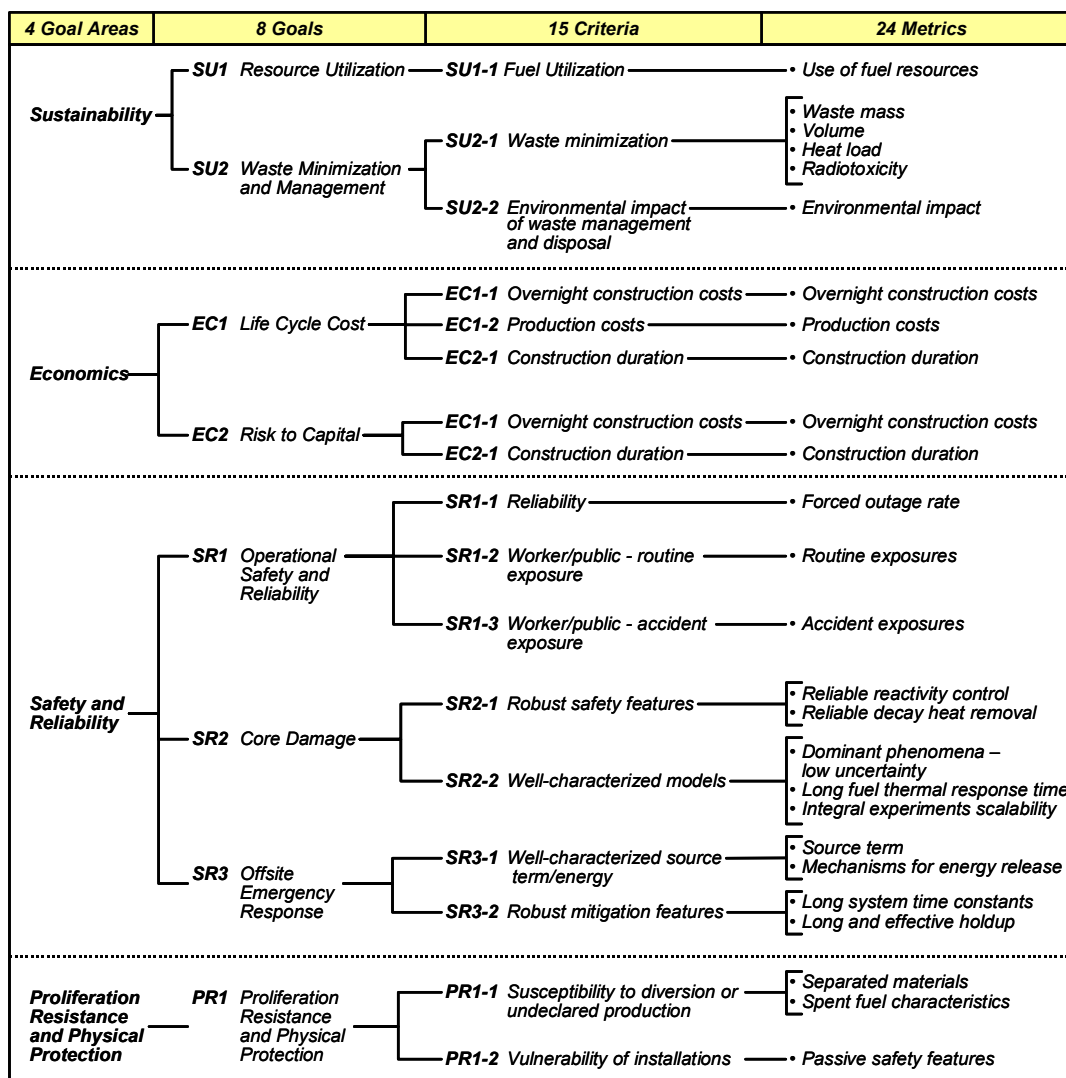 4 Goal Areas 8 Goals 15 Criteria 24 Metrics
SU1 Resource Utilization SU1-1 Fuel Utilization • Use of fuel resources
Sustainability
SU2 Waste Minimization
and Management
SU2-1 Waste minimization
• Waste mass
• Volume
• Heat load
• Radiotoxicity
SU2-2 Environmental impact
of waste management
and disposal
• Environmental impact
Economics
EC1 Life Cycle Cost
EC1-1 Overnight construction costs • Overnight construction costs
EC1-2 Production costs • Production costs
EC2-1 Construction duration • Construction duration
EC2 Risk to Capital
EC1-1 Overnight construction costs • Overnight construction costs
EC2-1 Construction duration • Construction duration
Safety and
Reliability
SR1 Operational
Safety and
Reliability
SR1-1 Reliability • Forced outage rate
SR1-2 Worker/public - routine
exposure
• Routine exposures
SR1-3 Worker/public - accident
exposure
• Accident exposures
SR2 Core Damage
SR2-1 Robust safety features
• Reliable reactivity control
• Reliable decay heat removal
SR2-2 Well-characterized models
• Dominant phenomena –
low uncertainty
• Long fuel thermal response time
• Integral experiments scalability
SR3 Offsite
Emergency
Response
SR3-1 Well-characterized source
term/energy
• Source term
• Mechanisms for energy release
SR3-2 Robust mitigation features
• Long system time constants
• Long and effective holdup
Proliferation
Resistance
and Physical
Protection
PR1 Proliferation
Resistance
and Physical
Protection
PR1-1 Susceptibility to diversion or
undeclared production
• Separated materials
• Spent fuel characteristics
PR1-2 Vulnerability of installations • Passive safety features